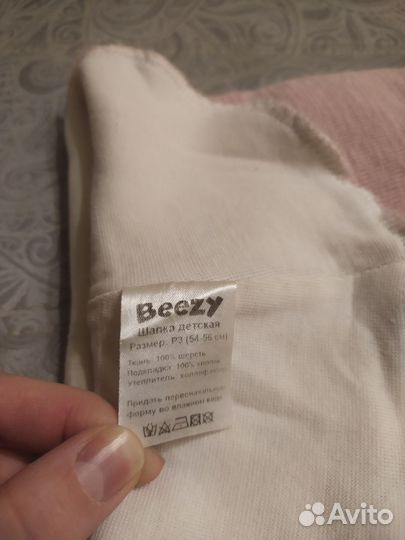 Beezy
Шапка детская
Размер: Р3 (54-56 см)
Ткань: 100% шерсть
Подкладка: 100% хлопок
Утеплитель:
Придать первоначальную
форму во влажном виде
Avito